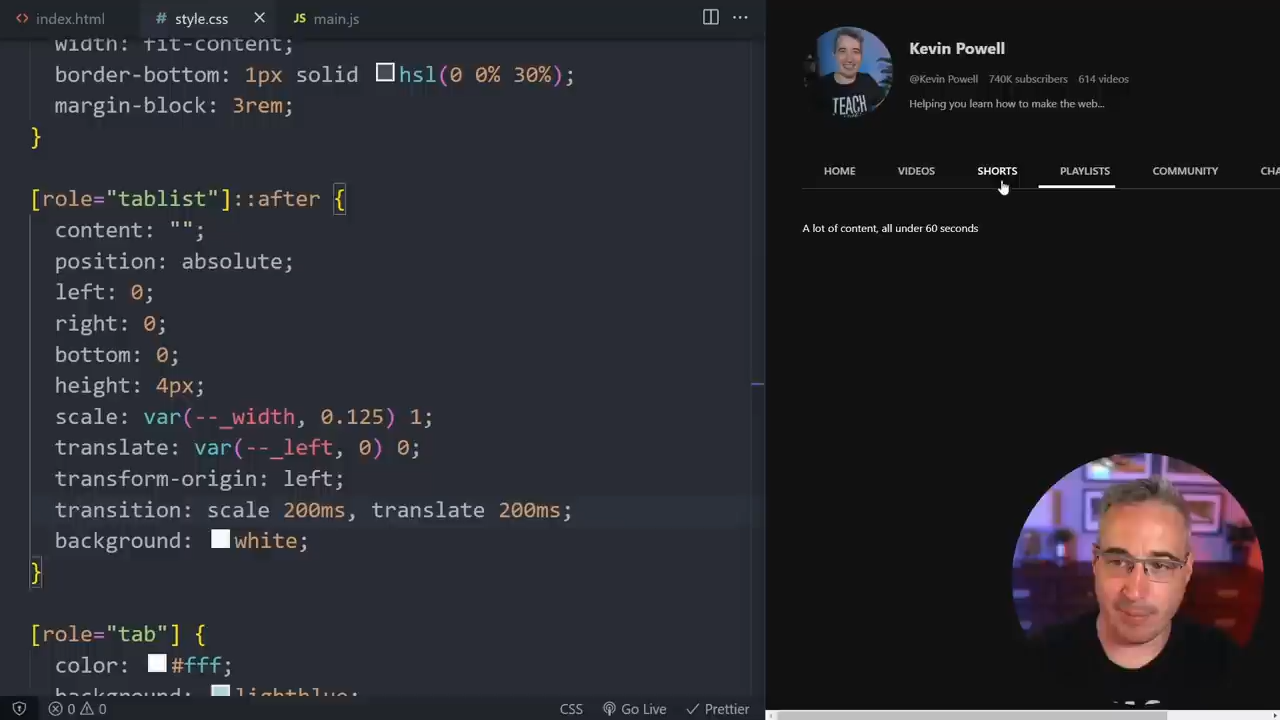 index.html
# style.css
JS main.js
width: fit-content;
border-bottom: 1px solid hsl(0 0% 30%);
margin-block: 3rem;
}
[role="tablist"]::after {
content: "";
position: absolute;
left: 0;
right: 0;
bottom: 0;
height: 4px;
scale: var(--_width, 0.125) 1;
translate: var(--_left, 0) 0;
transform-origin: left;
transition: scale 200ms, translate 200ms;
background: white;
}
[role="tab"] {
color: #fff;
background: lightblue;
0 0
CSS
Go Live
Prettier
Kevin Powell
@Kevin Powell 740K subscribers 614 videos
Helping you learn how to make the web...
TEACH
HOME VIDEOS SHORTS PLAYLISTS COMMUNITY CHA
A lot of content, all under 60 seconds